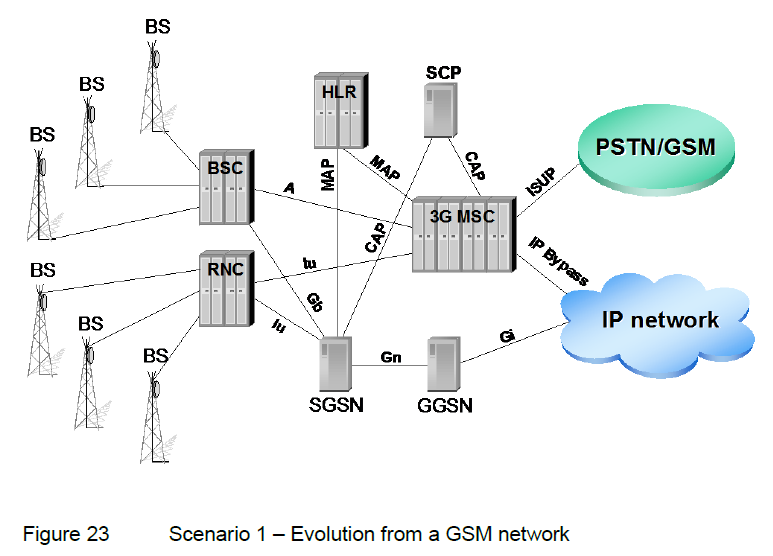 BS
BS
BS
HLR
SCP
BSC
MAP
MAP
CAP
PSTN/GSM
A
3G MSC
ISUP
CAP
BS
RNC
Iu
IP Bypass
Gb
IP network
BS
Iu
Gi
BS
Gn
SGSN
GGSN
Figure 23 Scenario 1 – Evolution from a GSM network